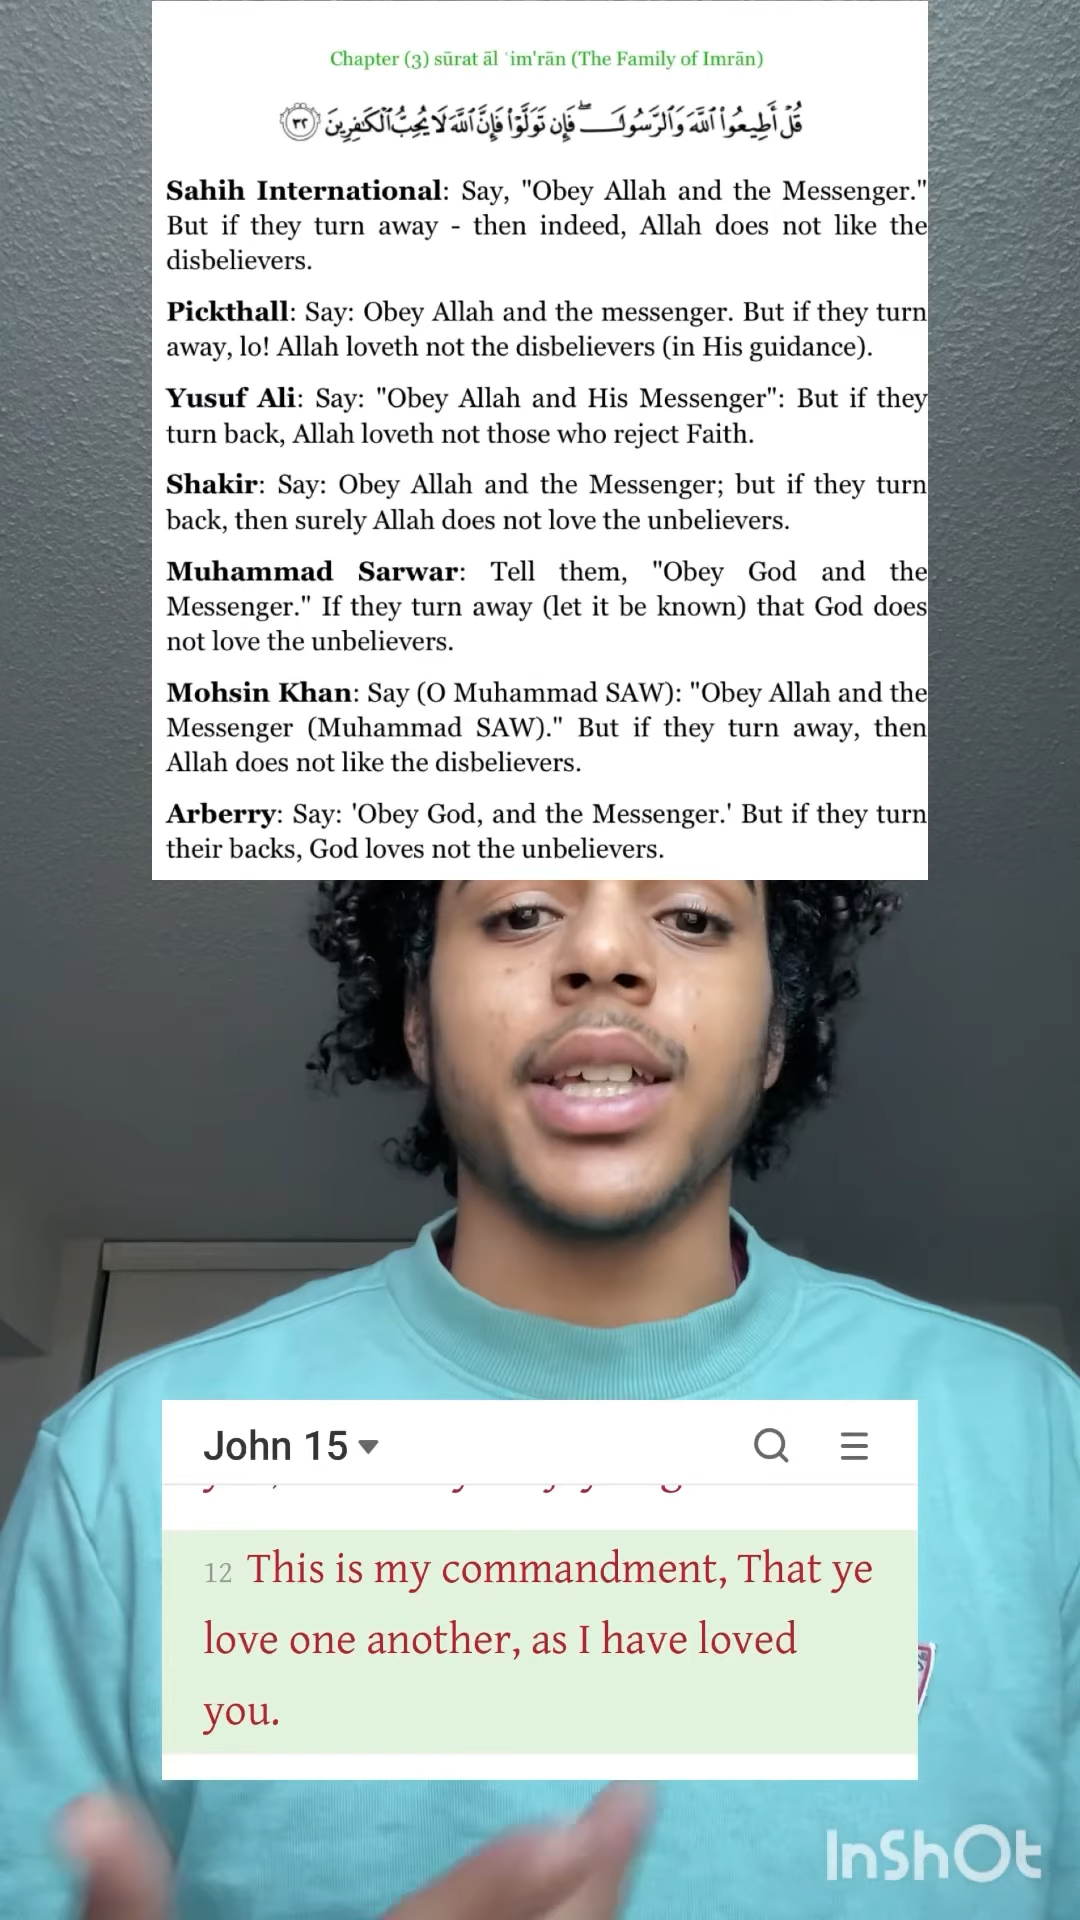 Chapter (3) sūrat āl ʿim'rān (The Family of Imrān)
قُلْ أَطِيعُوا۟ ٱللَّهَ وَٱلرَّسُولَ ۖ فَإِن تَوَلَّوْا۟ فَإِنَّ ٱللَّهَ لَا يُحِبُّ ٱلْكَـٰفِرِينَ ٣٢
Sahih International: Say, "Obey Allah and the Messenger."
But if they turn away - then indeed, Allah does not like the
disbelievers.
Pickthall: Say: Obey Allah and the messenger. But if they turn
away, lo! Allah loveth not the disbelievers (in His guidance).
Yusuf Ali: Say: "Obey Allah and His Messenger": But if they
turn back, Allah loveth not those who reject Faith.
Shakir: Say: Obey Allah and the Messenger; but if they turn
back, then surely Allah does not love the unbelievers.
Muhammad Sarwar: Tell them, "Obey God and the
Messenger." If they turn away (let it be known) that God does
not love the unbelievers.
Mohsin Khan: Say (O Muhammad SAW): "Obey Allah and the
Messenger (Muhammad SAW)." But if they turn away, then
Allah does not like the disbelievers.
Arberry: Say: 'Obey God, and the Messenger.' But if they turn
their backs, God loves not the unbelievers.
John 15
12 This is my commandment, That ye
love one another, as I have loved
you.
InShOt